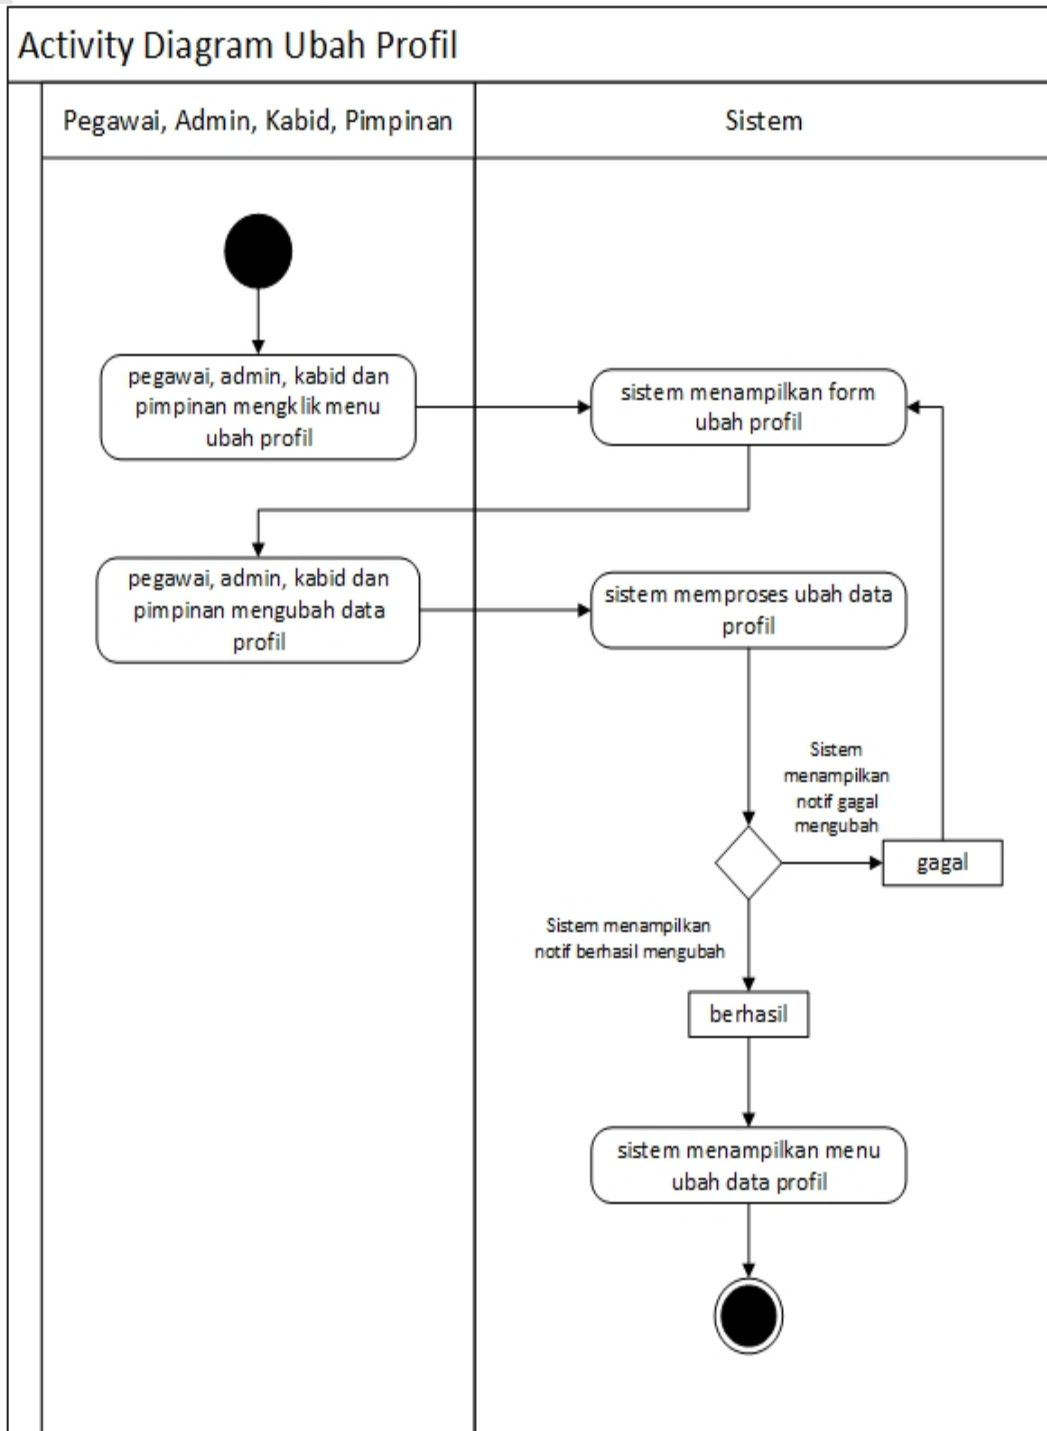 Activity Diagram Ubah Profil
Pegawai, Admin, Kabid, Pimpinan
Sistem
pegawai, admin, kabid dan
pimpinan mengklik menu
ubah profil
sistem menampilkan form
ubah profil
pegawai, admin, kabid dan
pimpinan mengubah data
profil
sistem memproses ubah data
profil
Sistem
menampilkan
notif gagal
mengubah
gagal
Sistem menampilkan
notif berhasil mengubah
berhasil
sistem menampilkan menu
ubah data profil